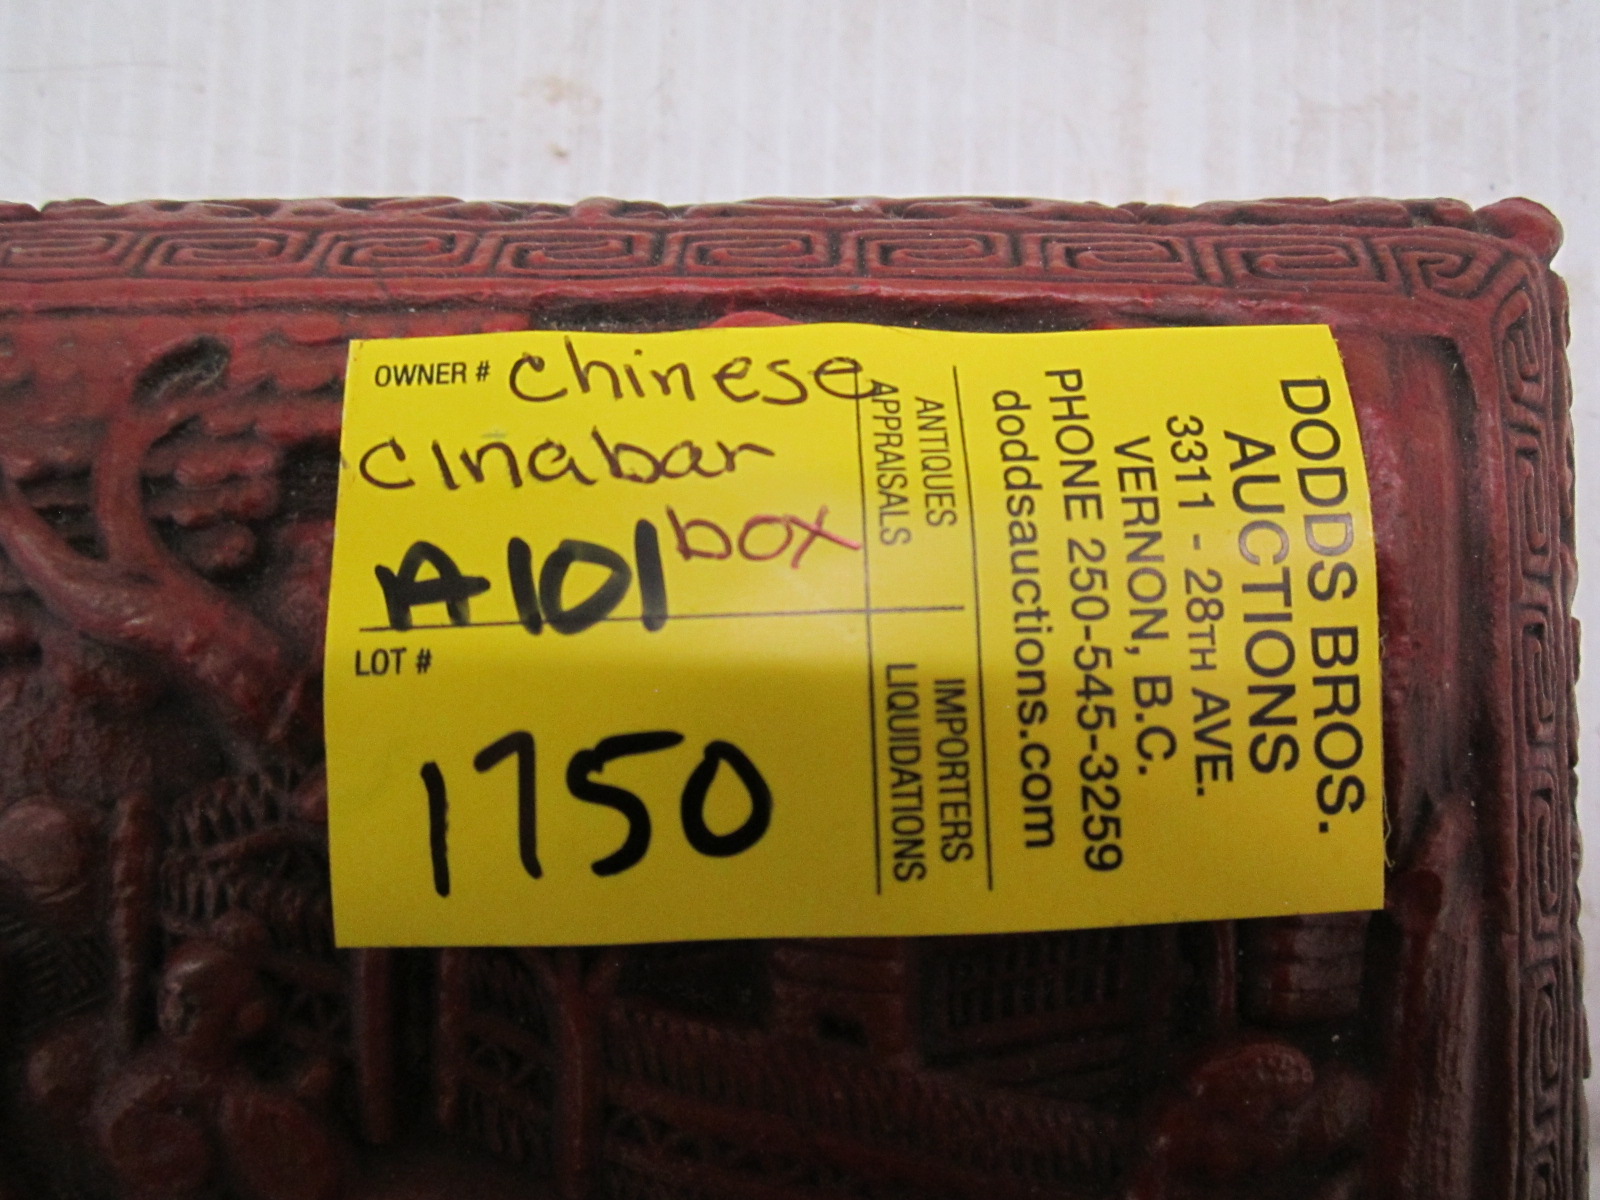 OWNER # chinese
cinabar
box
A101
LOT #
1750
ANTIQUES
APPRAISALS
IMPORTERS
LIQUIDATIONS
DODDS BROS.
AUCTIONS
3311 - 28TH AVE.
VERNON, B.C.
PHONE 250-545-3259
doddsauctions.com